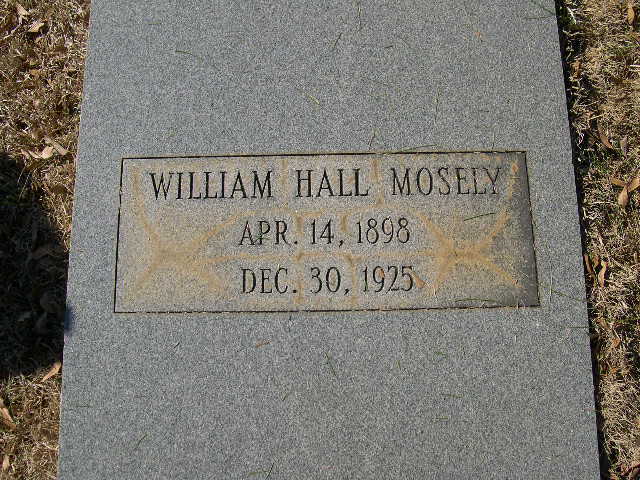 WILLIAM HALL MOSELY
APR. 14, 1898
DEC. 30, 1925